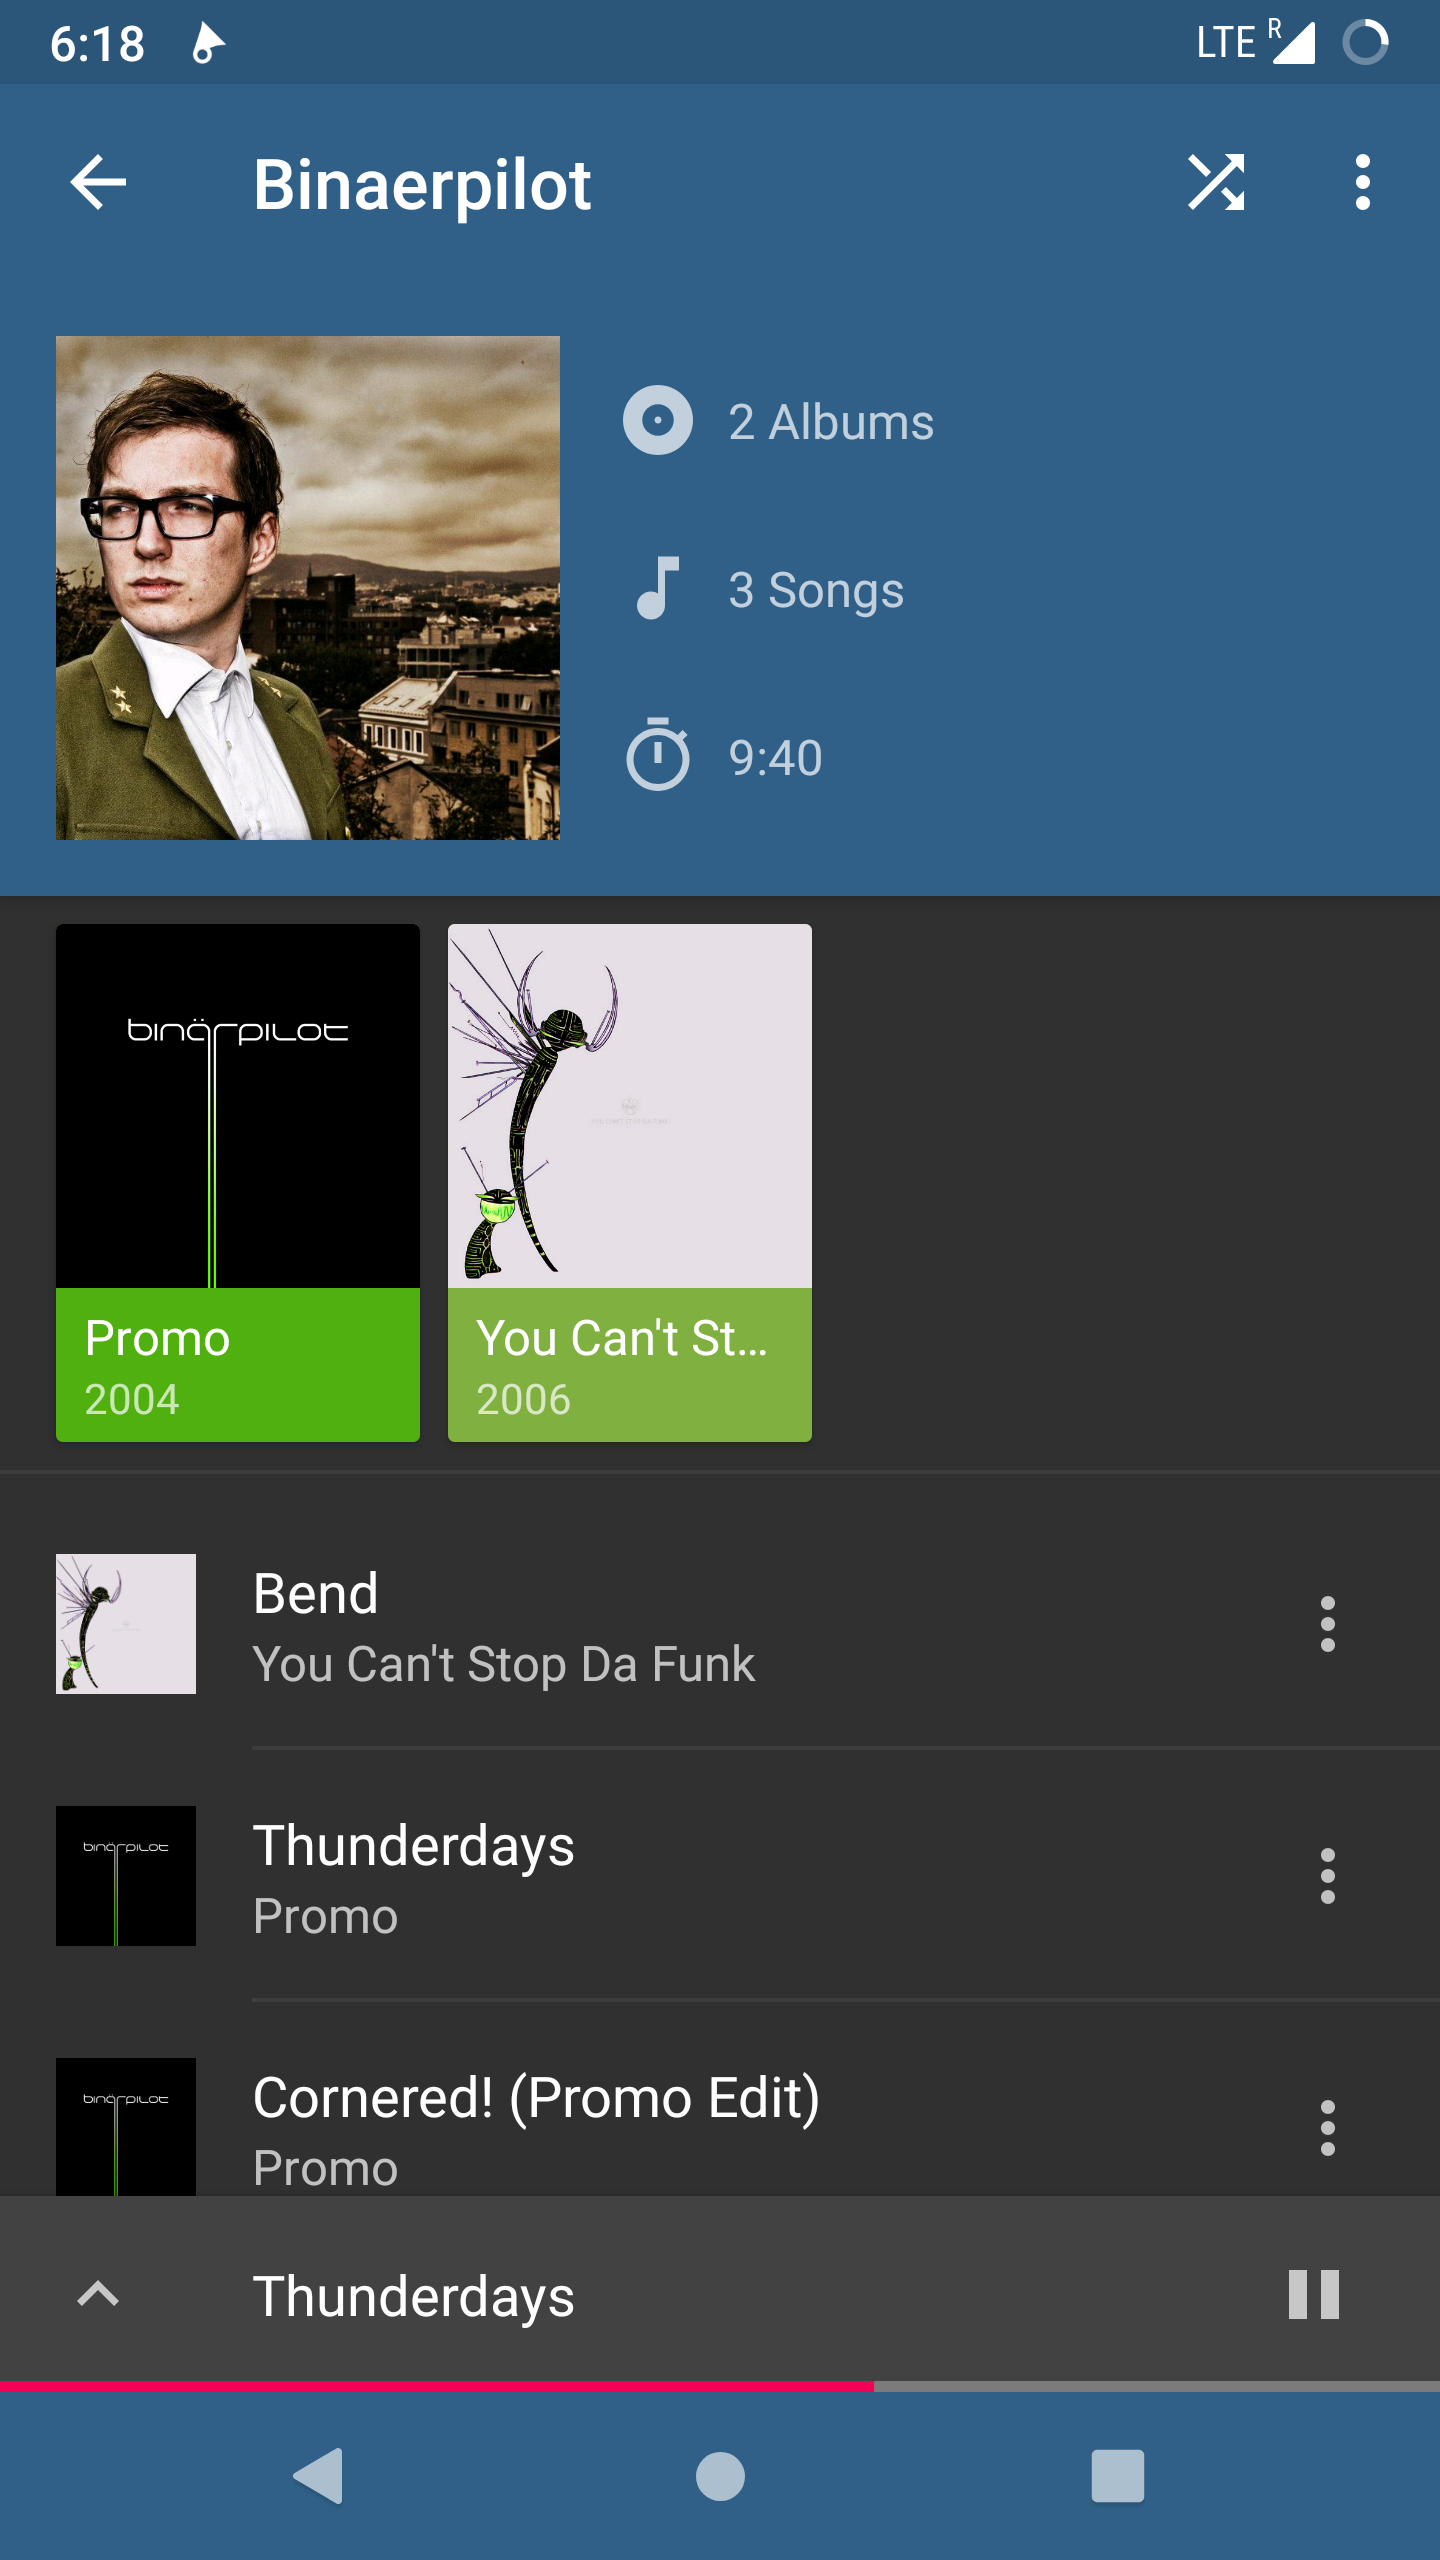 6:18
LTE R
Binaerpilot
2 Albums
3 Songs
9:40
binärpilot
Promo
2004
You Can't St...
2006
Bend
You Can't Stop Da Funk
binärpilot
Thunderdays
Promo
binärpilot
Cornered! (Promo Edit)
Promo
Thunderdays